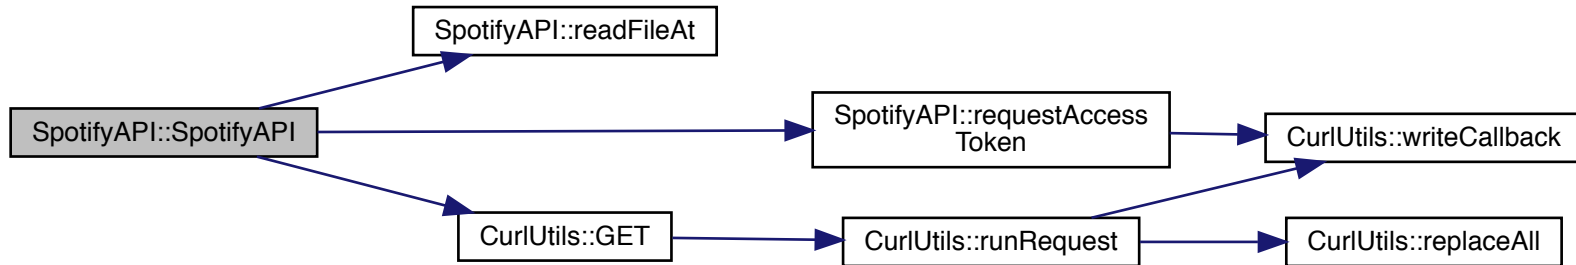 SpotifyAPI::readFileAt
SpotifyAPI::SpotifyAPI
SpotifyAPI::requestAccess
Token
CurlUtils::writeCallback
CurlUtils::GET
CurlUtils::runRequest
CurlUtils::replaceAll